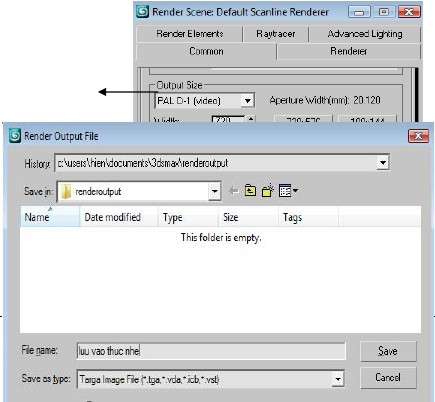 Render Scene: Default Scanline Renderer
Render Elements Raytracer Advanced Lighting
Common Renderer
Output Size
PAL D-1 (video) Aperture Width(mm): 20.120
Width: 720 720x576 180x144
Render Output File
History: c:\users\hien\documents\3dsmax\renderoutput
Save in: renderoutput
Name Date modified Type Size Tags
This folder is empty.
File name: luu vao thuc nhe Save
Save as type: Targa Image File (*.tga,*.vda,*.icb,*.vst) Cancel